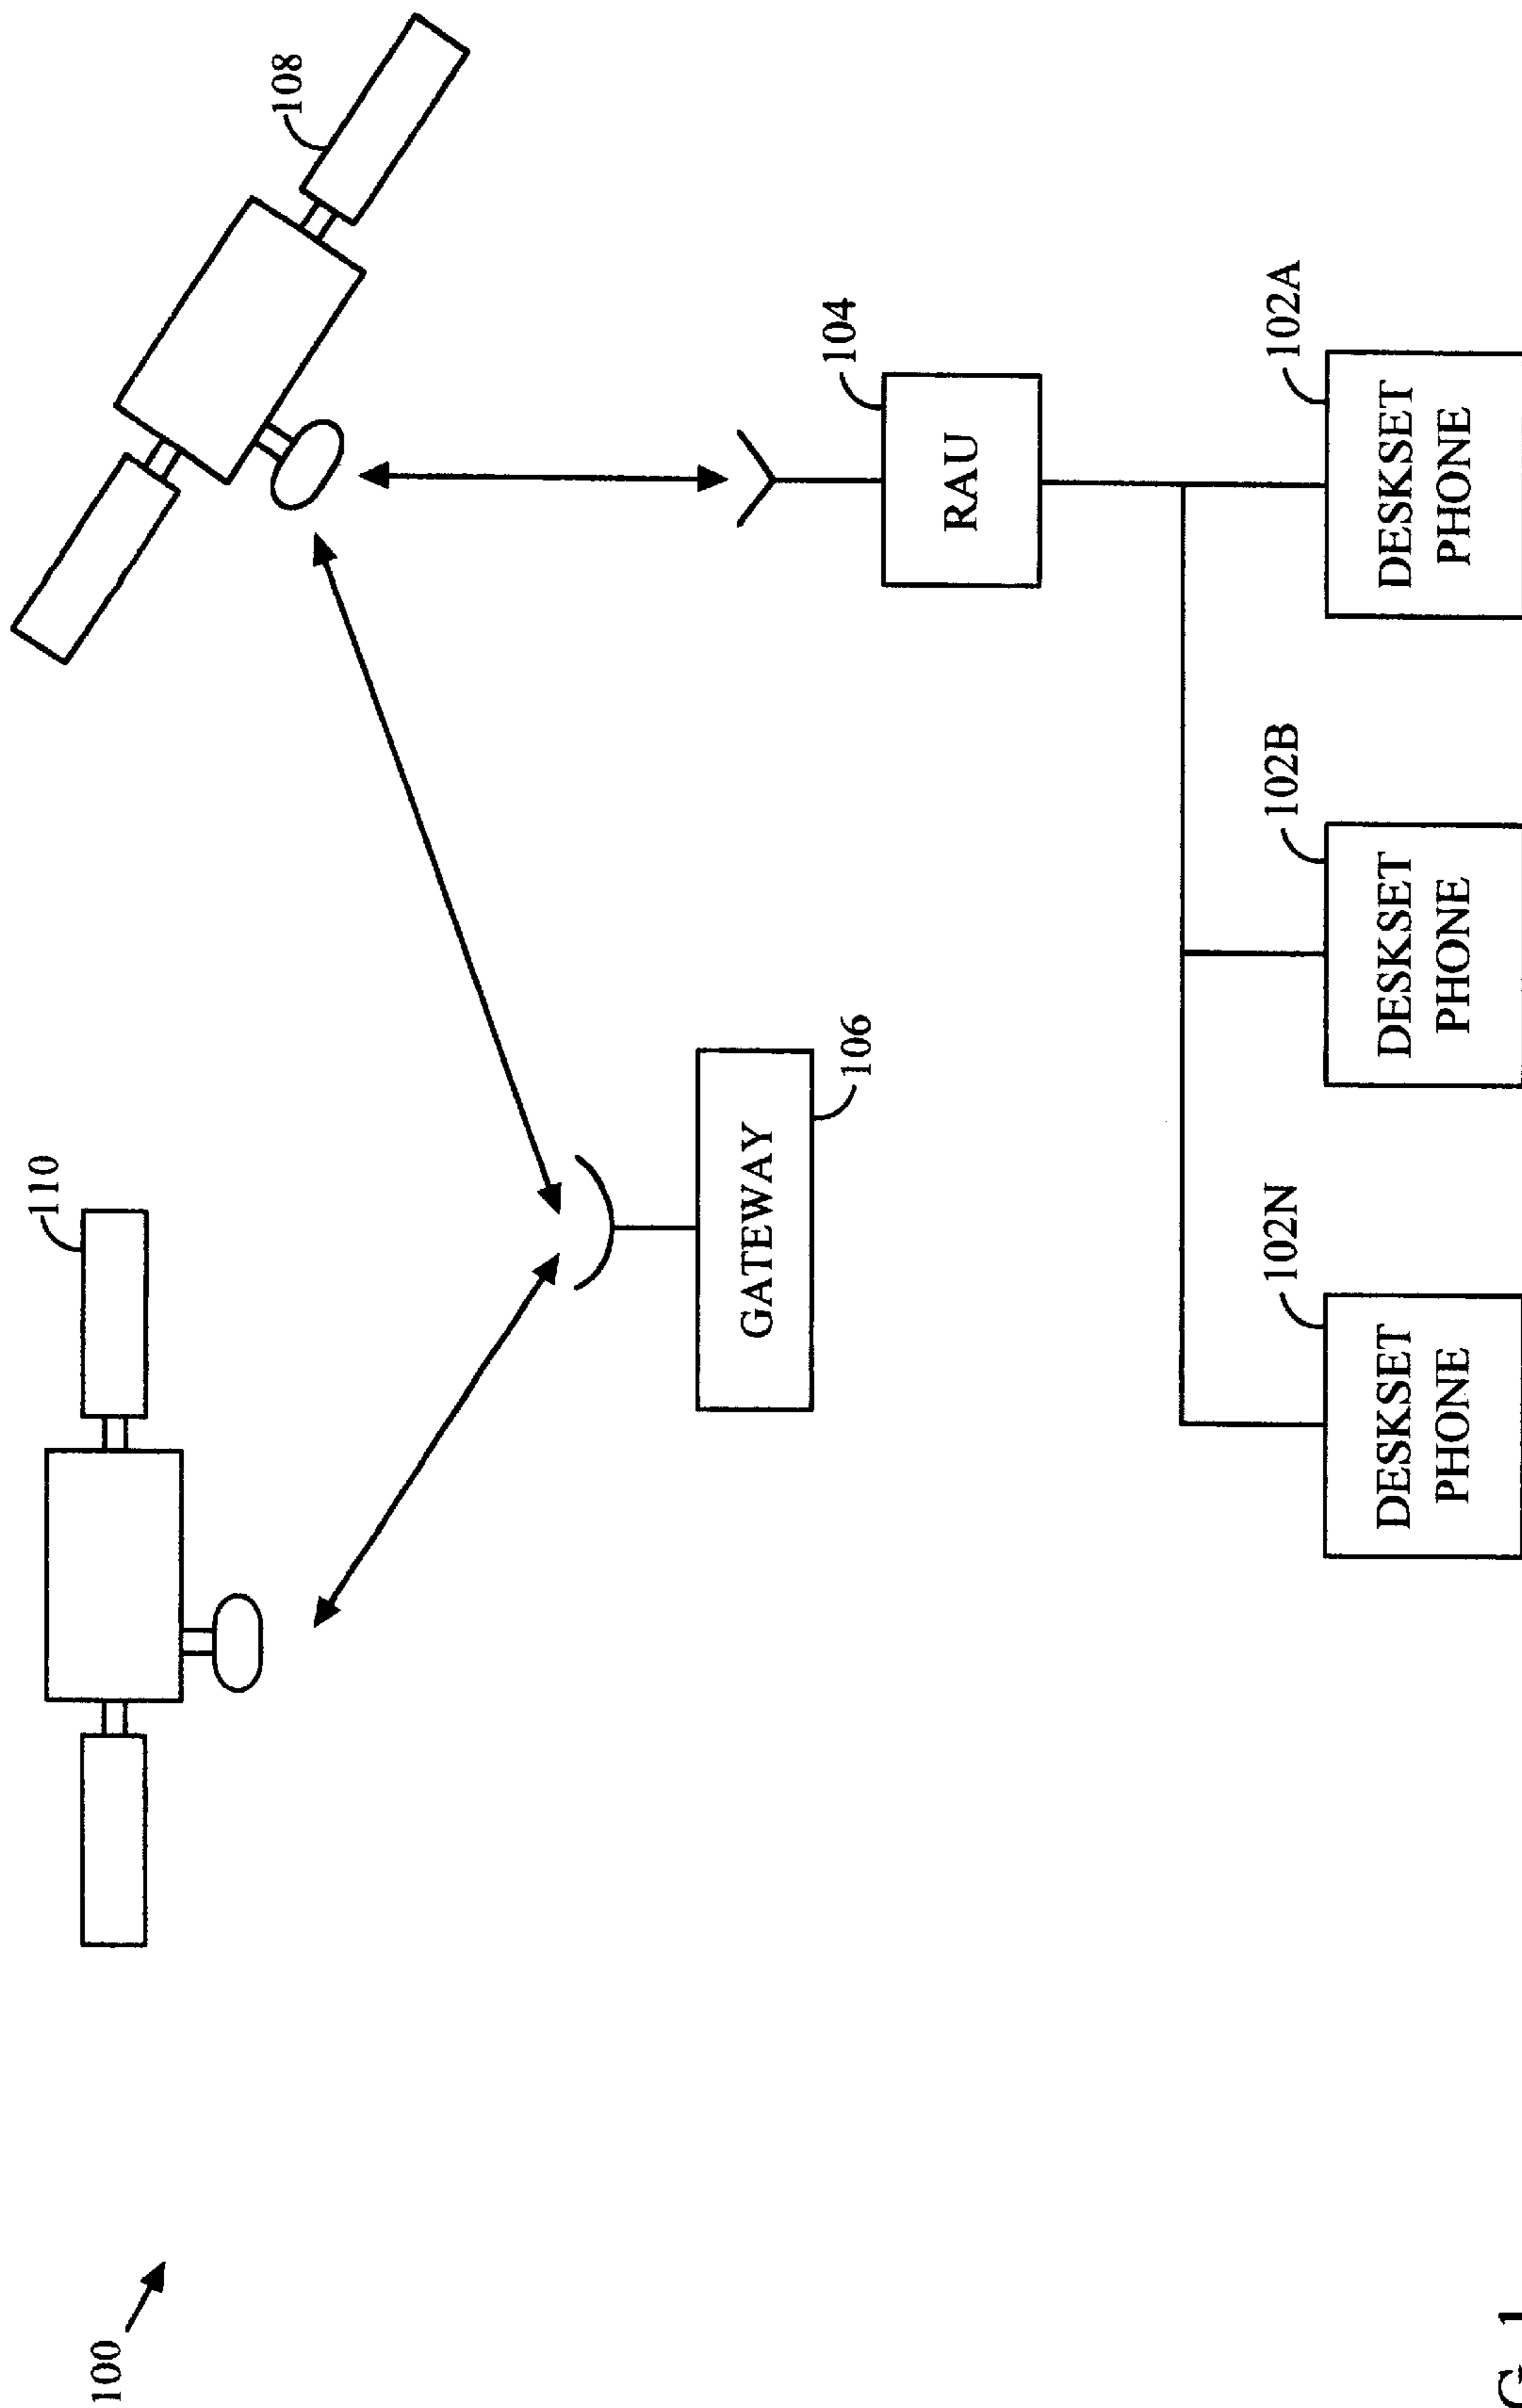 100
110
108
GATEWAY
106
104
RAU
102N
102B
102A
DESKSET
PHONE
DESKSET
PHONE
DESKSET
PHONE